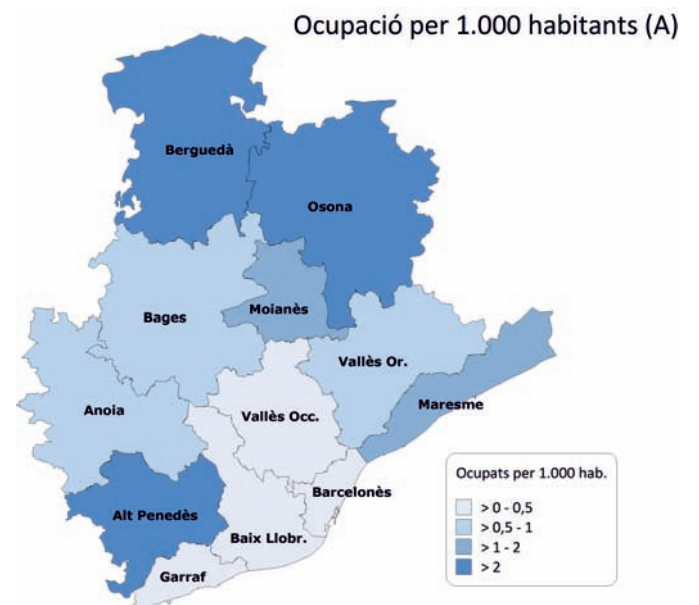 Ocupació per 1.000 habitants (A)
Berguedà
Osona
Bages
Moianès
Vallès Or.
Anoia
Vallès Occ.
Maresme
Alt Penedès
Barcelonès
Baix Llobr.
Garraf
Ocupats per 1.000 hab.
> 0 - 0,5
> 0,5 - 1
> 1 - 2
> 2